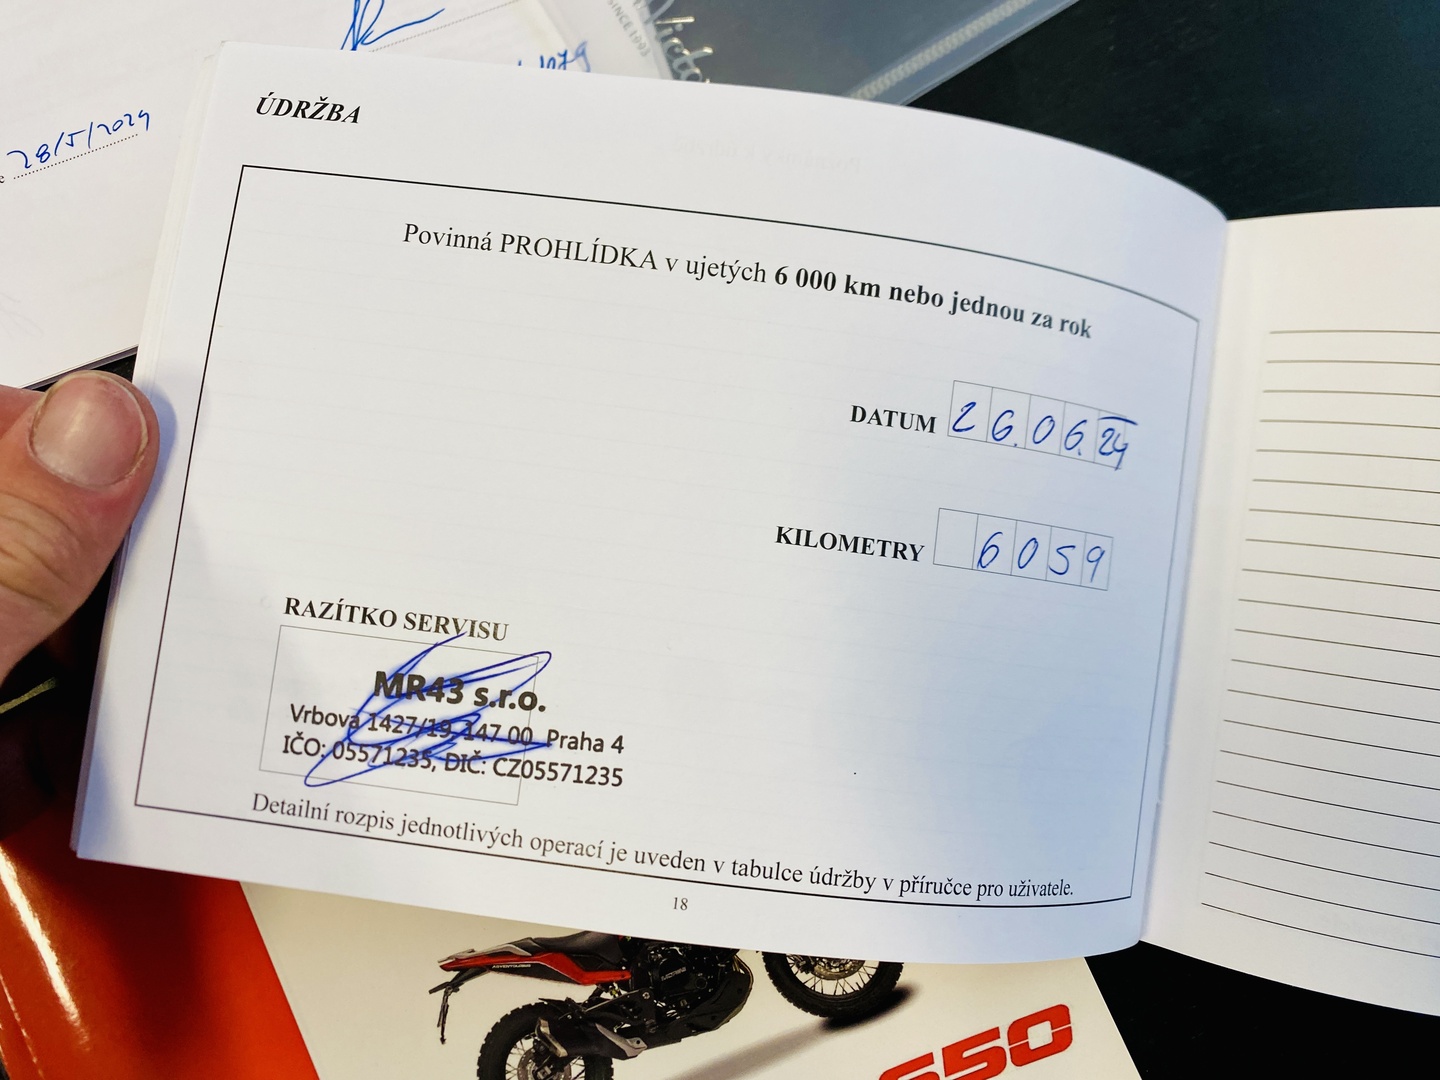 28/5/2024
SINCE 1991
ÚDRŽBA
Povinná PROHLÍDKA v ujetých 6 000 km nebo jednou za rok
DATUM 26.06.24
KILOMETRY 6059
RAZÍTKO SERVISU
MR43 s.r.o.
Vrbova 1427/19, 147 00 Praha 4
IČO: 05571235, DIČ: CZ05571235
Detailní rozpis jednotlivých operací je uveden v tabulce údržby v příručce pro uživatele.
18
650